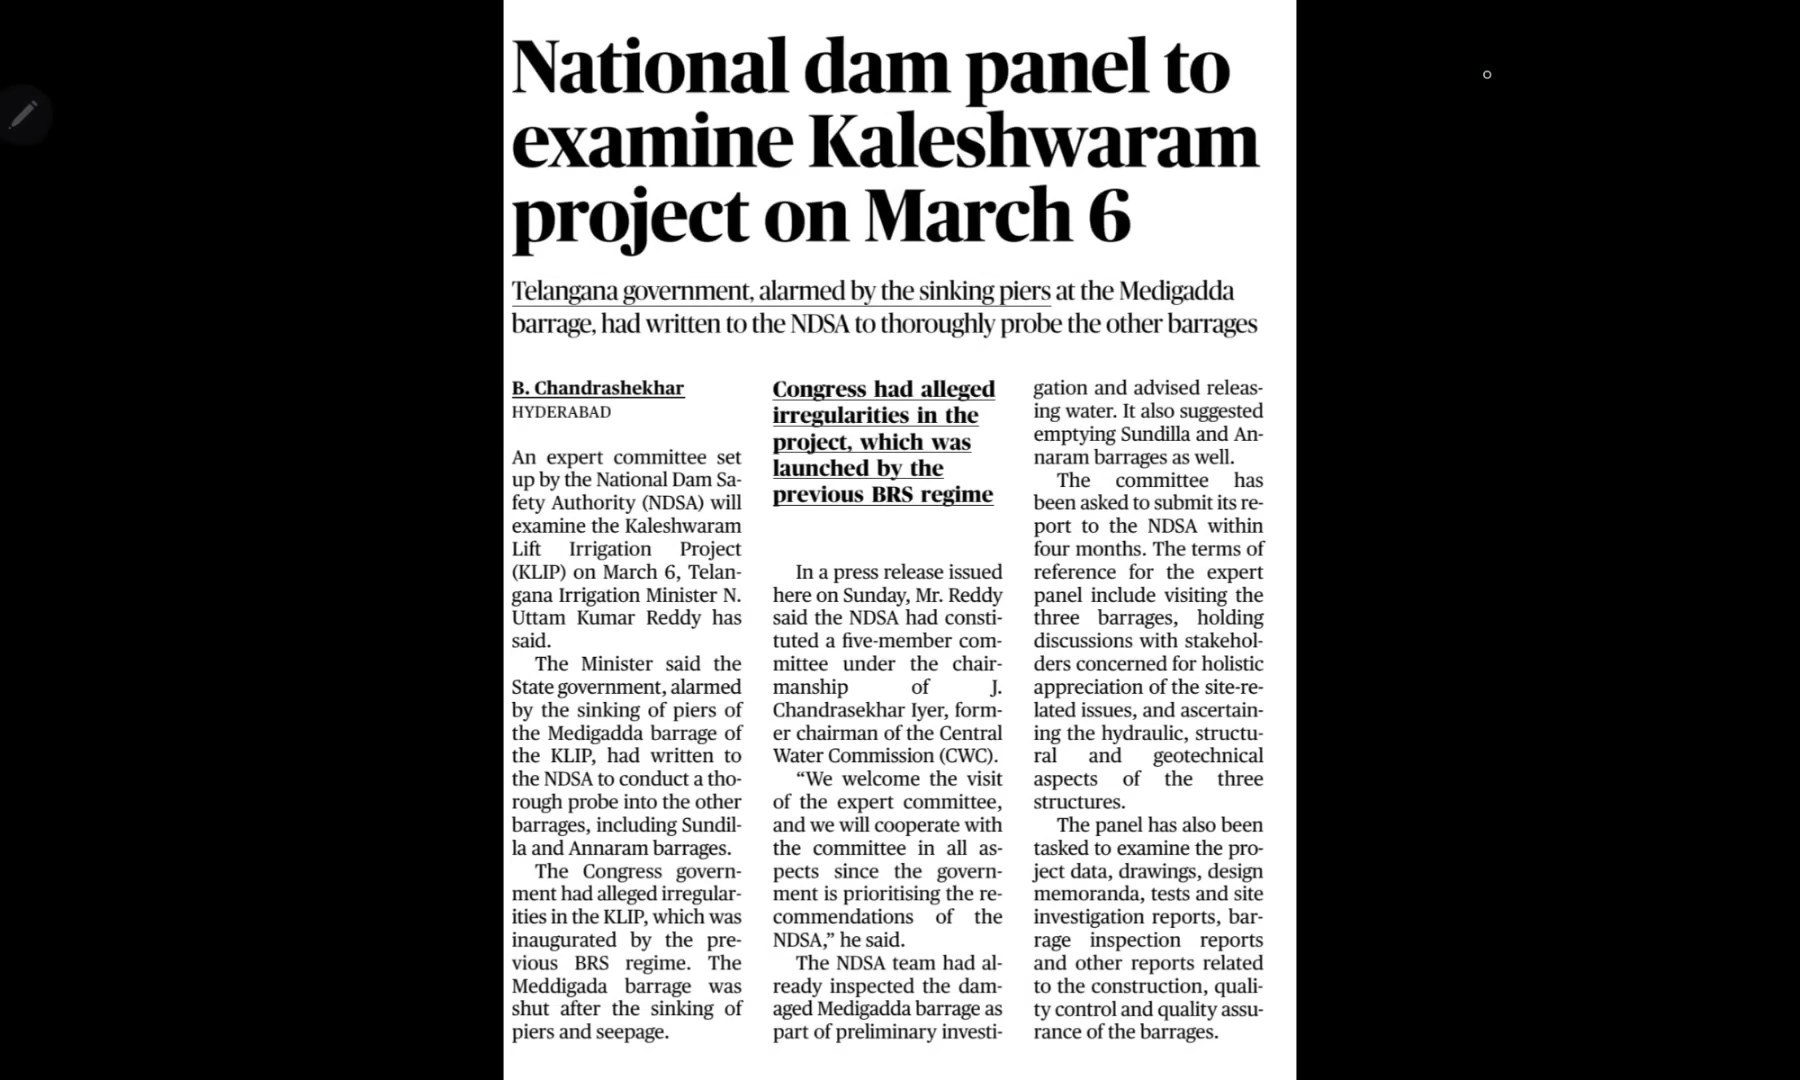 National dam panel to
examine Kaleshwaram
project on March 6
Telangana government, alarmed by the sinking piers at the Medigadda
barrage, had written to the NDSA to thoroughly probe the other barrages
B. Chandrashekhar
HYDERABAD
An expert committee set
up by the National Dam Sa-
fety Authority (NDSA) will
examine the Kaleshwaram
Lift Irrigation Project
(KLIP) on March 6, Telan-
gana Irrigation Minister N.
Uttam Kumar Reddy has
said.
The Minister said the
State government, alarmed
by the sinking of piers of
the Medigadda barrage of
the KLIP, had written to
the NDSA to conduct a tho-
rough probe into the other
barrages, including Sundil-
la and Annaram barrages.
The Congress govern-
ment had alleged irregular-
ities in the KLIP, which was
inaugurated by the pre-
vious BRS regime. The
Meddigada barrage was
shut after the sinking of
piers and seepage.
Congress had alleged
irregularities in the
project, which was
launched by the
previous BRS regime
In a press release issued
here on Sunday, Mr. Reddy
said the NDSA had consti-
tuted a five-member com-
mittee under the chair-
manship of J.
Chandrasekhar Iyer, form-
er chairman of the Central
Water Commission (CWC).
“We welcome the visit
of the expert committee,
and we will cooperate with
the committee in all as-
pects since the govern-
ment is prioritising the re-
commendations of the
NDSA,” he said.
The NDSA team had al-
ready inspected the dam-
aged Medigadda barrage as
part of preliminary investi-
gation and advised releas-
ing water. It also suggested
emptying Sundilla and An-
naram barrages as well.
The committee has
been asked to submit its re-
port to the NDSA within
four months. The terms of
reference for the expert
panel include visiting the
three barrages, holding
discussions with stakehol-
ders concerned for holistic
appreciation of the site-re-
lated issues, and ascertain-
ing the hydraulic, structu-
ral and geotechnical
aspects of the three
structures.
The panel has also been
tasked to examine the pro-
ject data, drawings, design
memoranda, tests and site
investigation reports, bar-
rage inspection reports
and other reports related
to the construction, quali-
ty control and quality assu-
rance of the barrages.